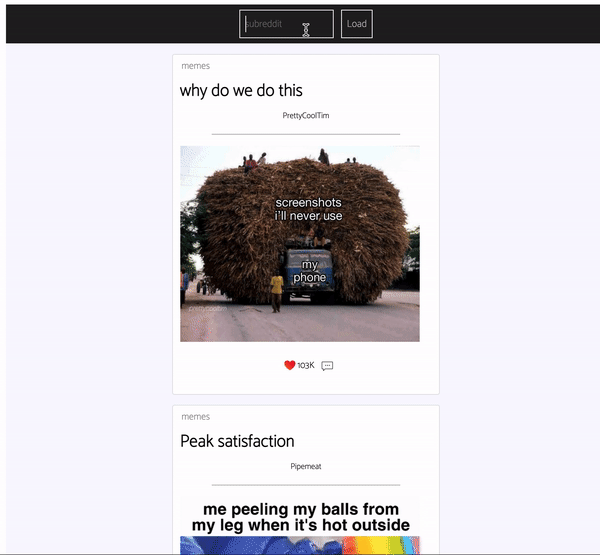 subreddit
Load
memes
why do we do this
PrettyCoolTim
screenshots
i'll never use
my
phone
prettycooltim
103K
memes
Peak satisfaction
Pipemeat
me peeling my balls from
my leg when it's hot outside